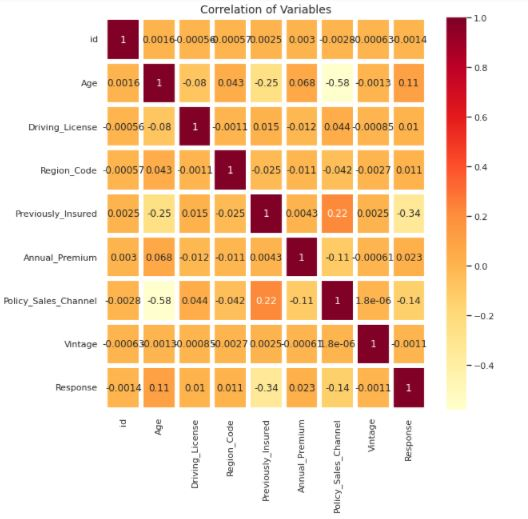 Correlation of Variables
id 1 0.0016 -0.00056 -0.00057 0.0025 0.003 -0.0028 -0.00063 -0.0014
Age 0.0016 1 -0.08 0.043 -0.25 0.068 -0.58 -0.0013 0.11
Driving_License -0.00056 -0.08 1 -0.0011 0.015 -0.012 0.044 -0.00085 0.01
Region_Code -0.00057 0.043 -0.0011 1 -0.025 -0.011 -0.042 -0.0027 0.011
Previously_Insured 0.0025 -0.25 0.015 -0.025 1 0.0043 0.22 0.0025 -0.34
Annual_Premium 0.003 0.068 -0.012 -0.011 0.0043 1 -0.11 -0.00061 0.023
Policy_Sales_Channel -0.0028 -0.58 0.044 -0.042 0.22 -0.11 1 1.8e-06 -0.14
Vintage -0.00063 -0.0013 -0.00085 -0.0027 0.0025 -0.00061 1.8e-06 1 -0.0011
Response -0.0014 0.11 0.01 0.011 -0.34 0.023 -0.14 -0.0011 1
id
Age
Driving_License
Region_Code
Previously_Insured
Annual_Premium
Policy_Sales_Channel
Vintage
Response
1.0
0.8
0.6
0.4
0.2
0.0
−0.2
−0.4